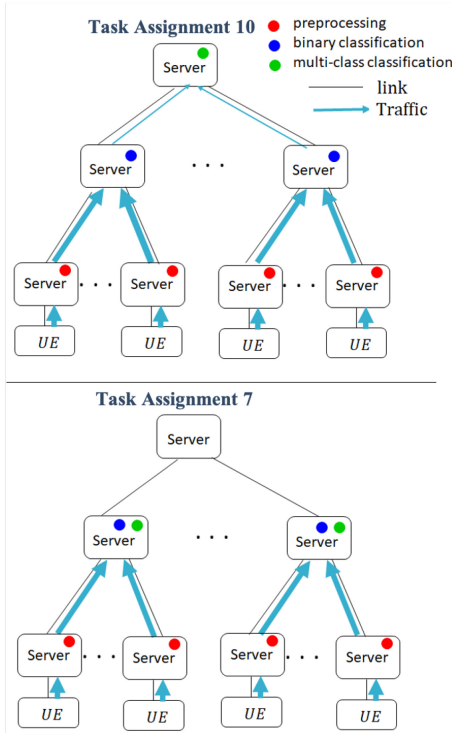 Task Assignment 10
preprocessing
binary classification
multi-class classification
link
Traffic
Server
Server
. . .
Server
Server
. . .
Server
Server
. . .
Server
UE
UE
UE
UE
Task Assignment 7
Server
Server
. . .
Server
Server
. . .
Server
Server
. . .
Server
UE
UE
UE
UE